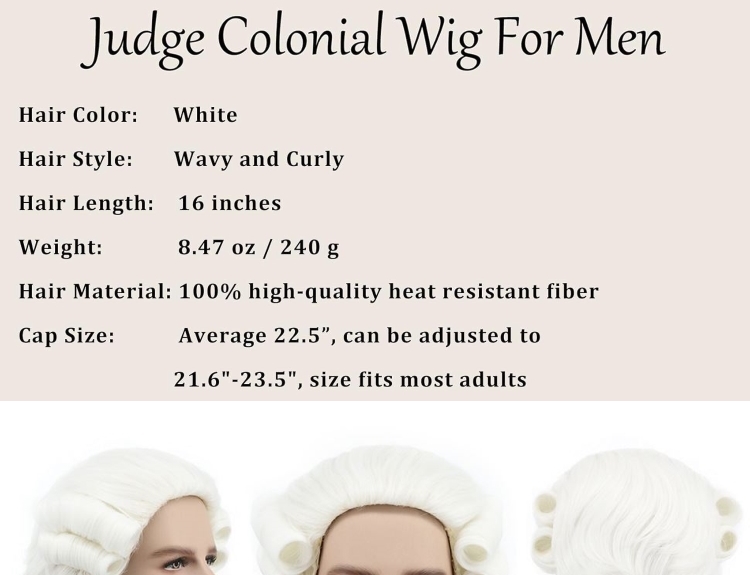 Judge Colonial Wig For Men
Hair Color: White
Hair Style: Wavy and Curly
Hair Length: 16 inches
Weight: 8.47 oz / 240 g
Hair Material: 100% high-quality heat resistant fiber
Cap Size: Average 22.5”, can be adjusted to
21.6"-23.5", size fits most adults